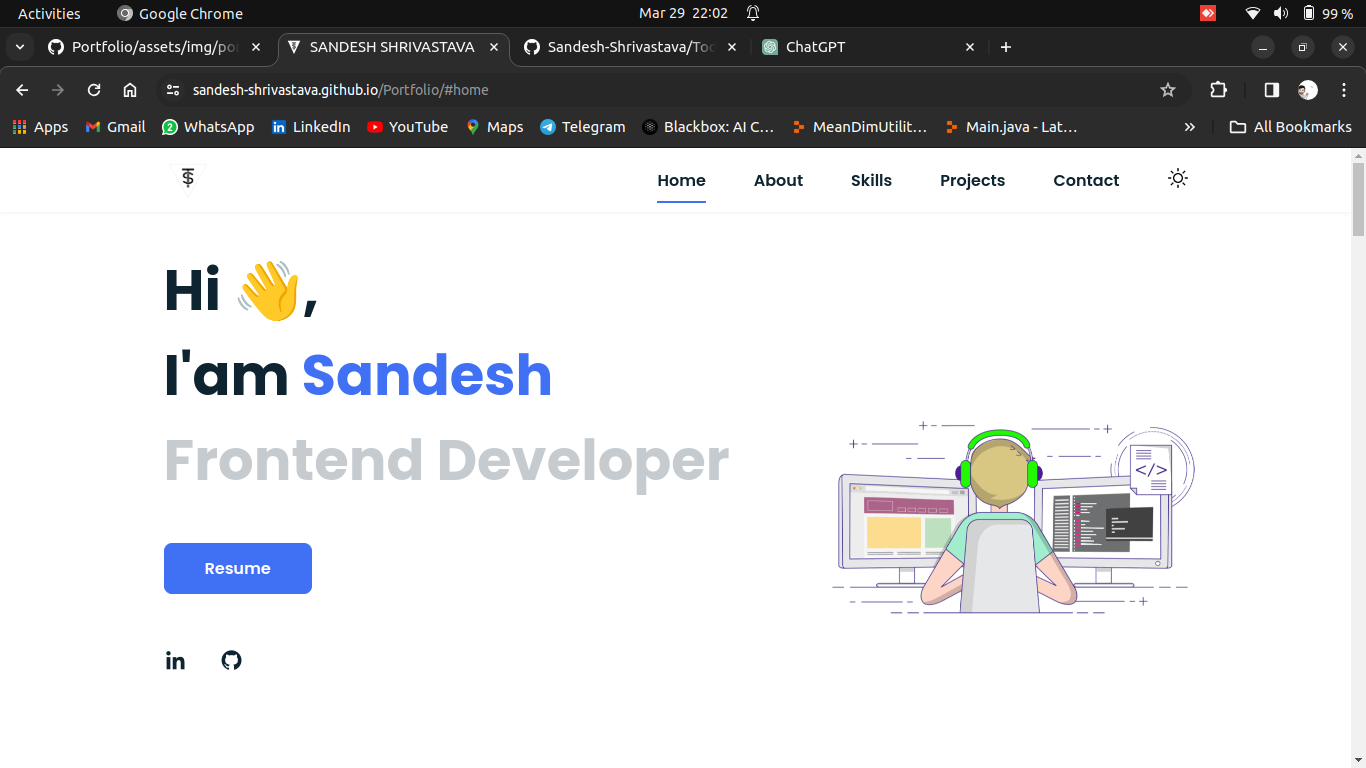 Activities Google Chrome Mar 29 22:02 99 %
Portfolio/assets/img/po SANDESH SHRIVASTAVA Sandesh-Shrivastava/Too ChatGPT
sandesh-shrivastava.github.io/Portfolio/#home
Apps Gmail WhatsApp LinkedIn YouTube Maps Telegram Blackbox: AI C… MeanDimUtilit… Main.java - Lat… » All Bookmarks
Home About Skills Projects Contact
Hi 👋,
I'am Sandesh
Frontend Developer
</>
Resume
in